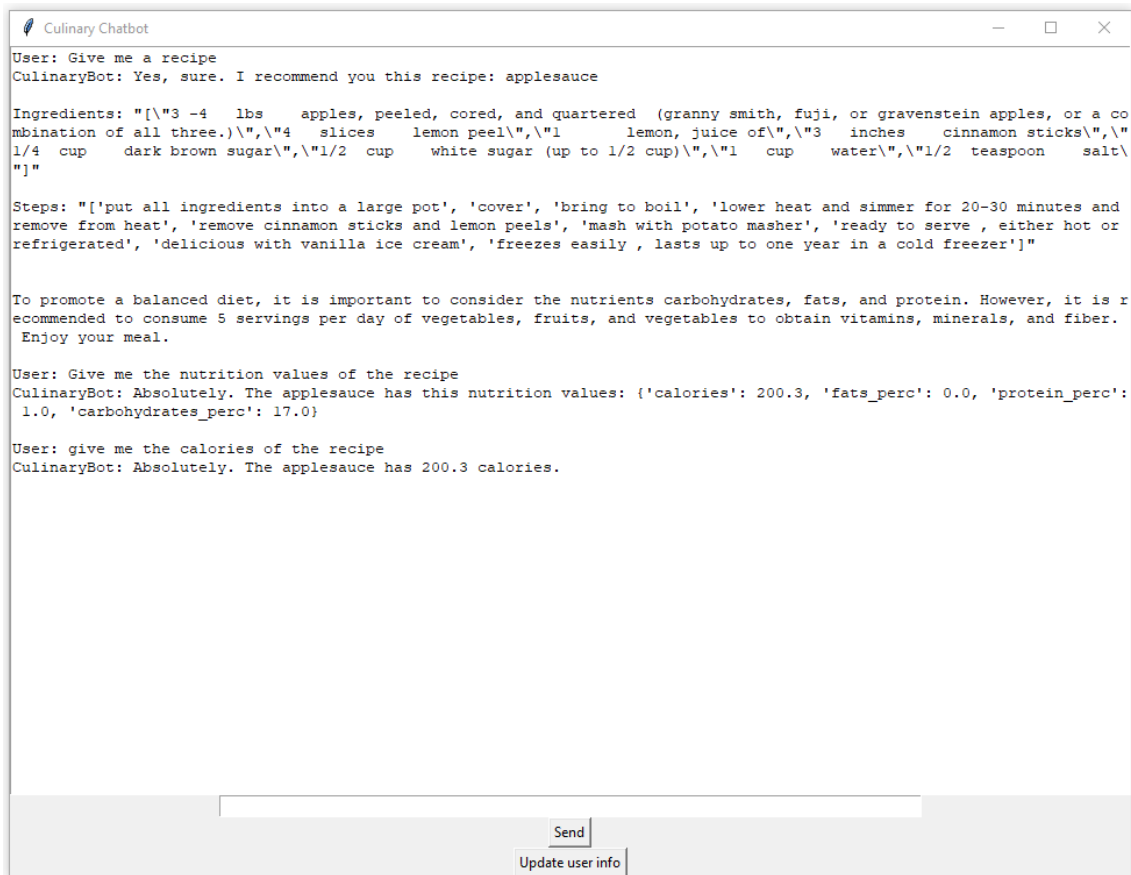 Culinary Chatbot
User: Give me a recipe
CulinaryBot: Yes, sure. I recommend you this recipe: applesauce
Ingredients: "[\"3 -4   lbs    apples, peeled, cored, and quartered  (granny smith, fuji, or gravenstein apples, or a co
mbination of all three.)\",\"4   slices    lemon peel\",\"1       lemon, juice of\",\"3   inches    cinnamon sticks\",\"
1/4  cup    dark brown sugar\",\"1/2  cup    white sugar (up to 1/2 cup)\",\"1   cup    water\",\"1/2  teaspoon    salt\
"]"
Steps: "['put all ingredients into a large pot', 'cover', 'bring to boil', 'lower heat and simmer for 20-30 minutes and
remove from heat', 'remove cinnamon sticks and lemon peels', 'mash with potato masher', 'ready to serve , either hot or
refrigerated', 'delicious with vanilla ice cream', 'freezes easily , lasts up to one year in a cold freezer']"
To promote a balanced diet, it is important to consider the nutrients carbohydrates, fats, and protein. However, it is r
ecommended to consume 5 servings per day of vegetables, fruits, and vegetables to obtain vitamins, minerals, and fiber.
Enjoy your meal.
User: Give me the nutrition values of the recipe
CulinaryBot: Absolutely. The applesauce has this nutrition values: {'calories': 200.3, 'fats_perc': 0.0, 'protein_perc':
1.0, 'carbohydrates_perc': 17.0}
User: give me the calories of the recipe
CulinaryBot: Absolutely. The applesauce has 200.3 calories.
Send
Update user info